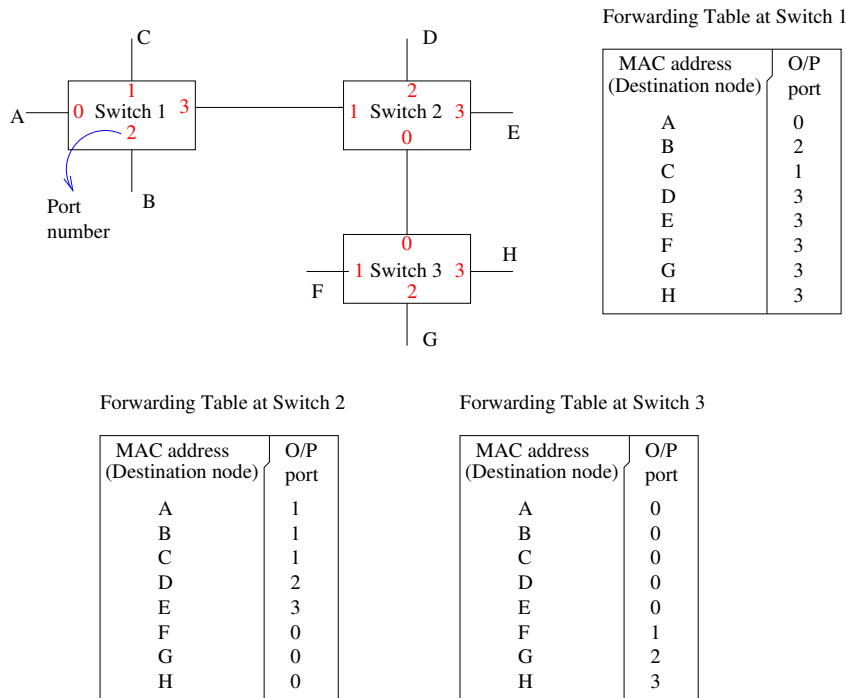 C
A
0
1
Switch 1
3
2
B
Port
number
D
2
1 Switch 2 3
0
E
0
1 Switch 3 3
2
F
H
G
Forwarding Table at Switch 1
MAC address O/P
(Destination node) port
A 0
B 2
C 1
D 3
E 3
F 3
G 3
H 3
Forwarding Table at Switch 2
MAC address O/P
(Destination node) port
A 1
B 1
C 1
D 2
E 3
F 0
G 0
H 0
Forwarding Table at Switch 3
MAC address O/P
(Destination node) port
A 0
B 0
C 0
D 0
E 0
F 1
G 2
H 3